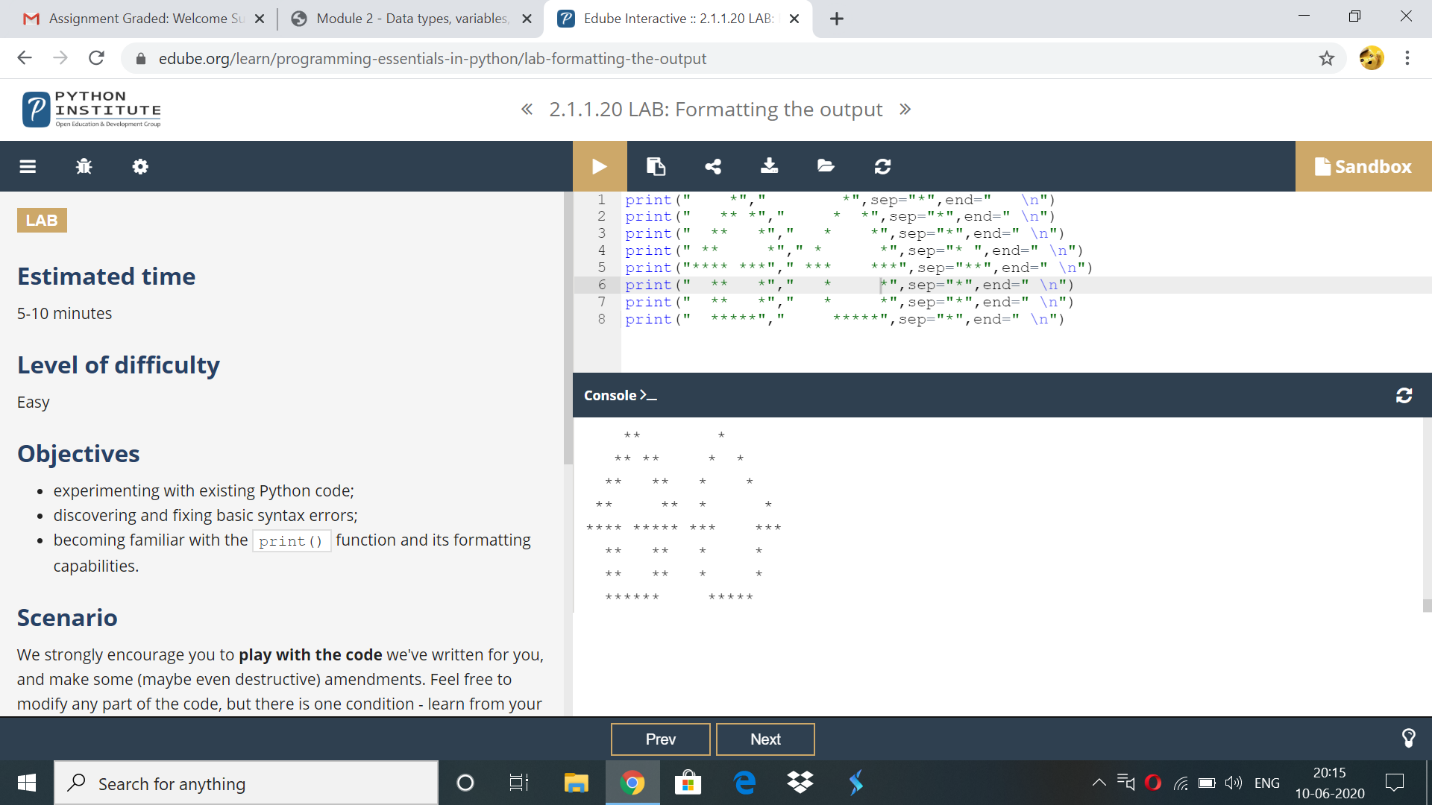 Assignment Graded: Welcome Su
Module 2 - Data types, variables,
Edube Interactive :: 2.1.1.20 LAB:
edube.org/learn/programming-essentials-in-python/lab-formatting-the-output
PYTHON
INSTITUTE
Open Education & Development Group
« 2.1.1.20 LAB: Formatting the output »
Sandbox
LAB
Estimated time
5-10 minutes
Level of difficulty
Easy
Objectives
• experimenting with existing Python code;
• discovering and fixing basic syntax errors;
• becoming familiar with the print() function and its formatting
capabilities.
Scenario
We strongly encourage you to play with the code we've written for you,
and make some (maybe even destructive) amendments. Feel free to
modify any part of the code, but there is one condition - learn from your
1 print("    *","        *",sep="*",end="   \n")
2 print("   ** *","     *  *",sep="*",end=" \n")
3 print("  **   *","   *    *",sep="*",end=" \n")
4 print(" **     *"," *      *",sep="* ",end=" \n")
5 print("**** ***"," ***    ***",sep="**",end=" \n")
6 print("  **   *","   *     *",sep="*",end=" \n")
7 print("  **   *","   *     *",sep="*",end=" \n")
8 print("  *****","     *****",sep="*",end=" \n")
Console >_
    **        *
   ** **     *  *
  **   **   *    *
 **     **  *      *
**** ***** ***    ***
  **   **   *     *
  **   **   *     *
  ******     *****
Prev
Next
Search for anything
ENG
20:15
10-06-2020